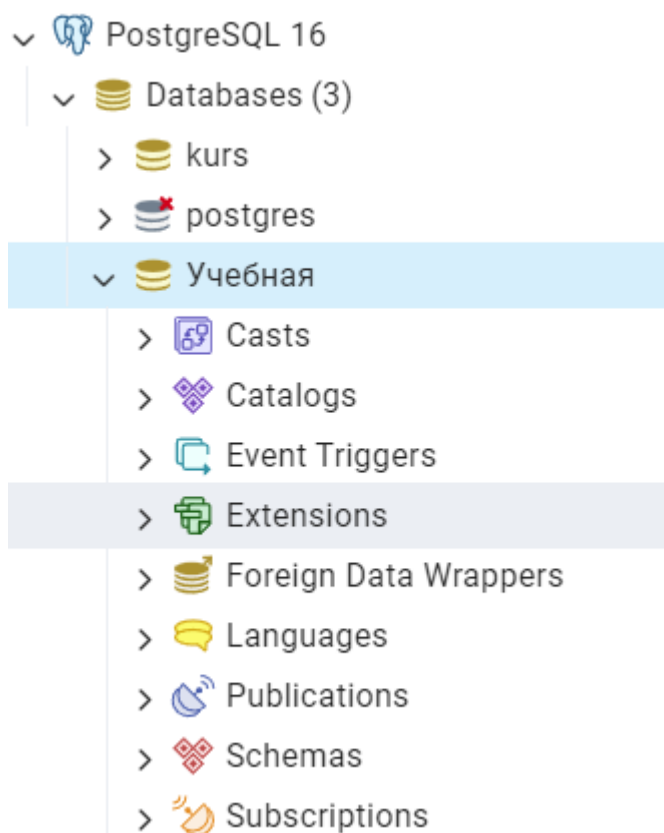 PostgreSQL 16
Databases (3)
kurs
postgres
Учебная
Casts
Catalogs
Event Triggers
Extensions
Foreign Data Wrappers
Languages
Publications
Schemas
Subscriptions